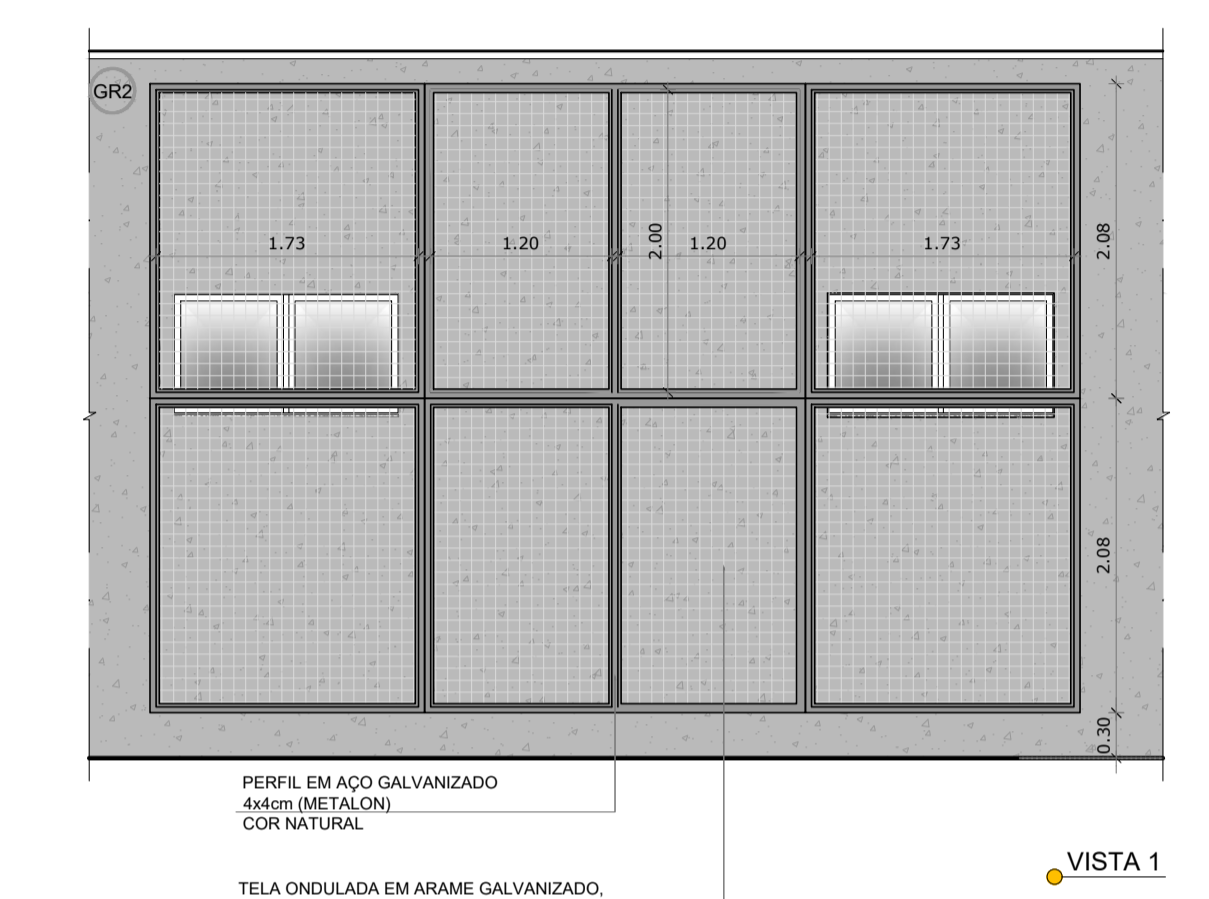 GR2
1.73
1.20
2.00
1.20
1.73
2.08
2.08
0.30
PERFIL EM AÇO GALVANIZADO
4x4cm (METALON)
COR NATURAL
VISTA 1
TELA ONDULADA EM ARAME GALVANIZADO,